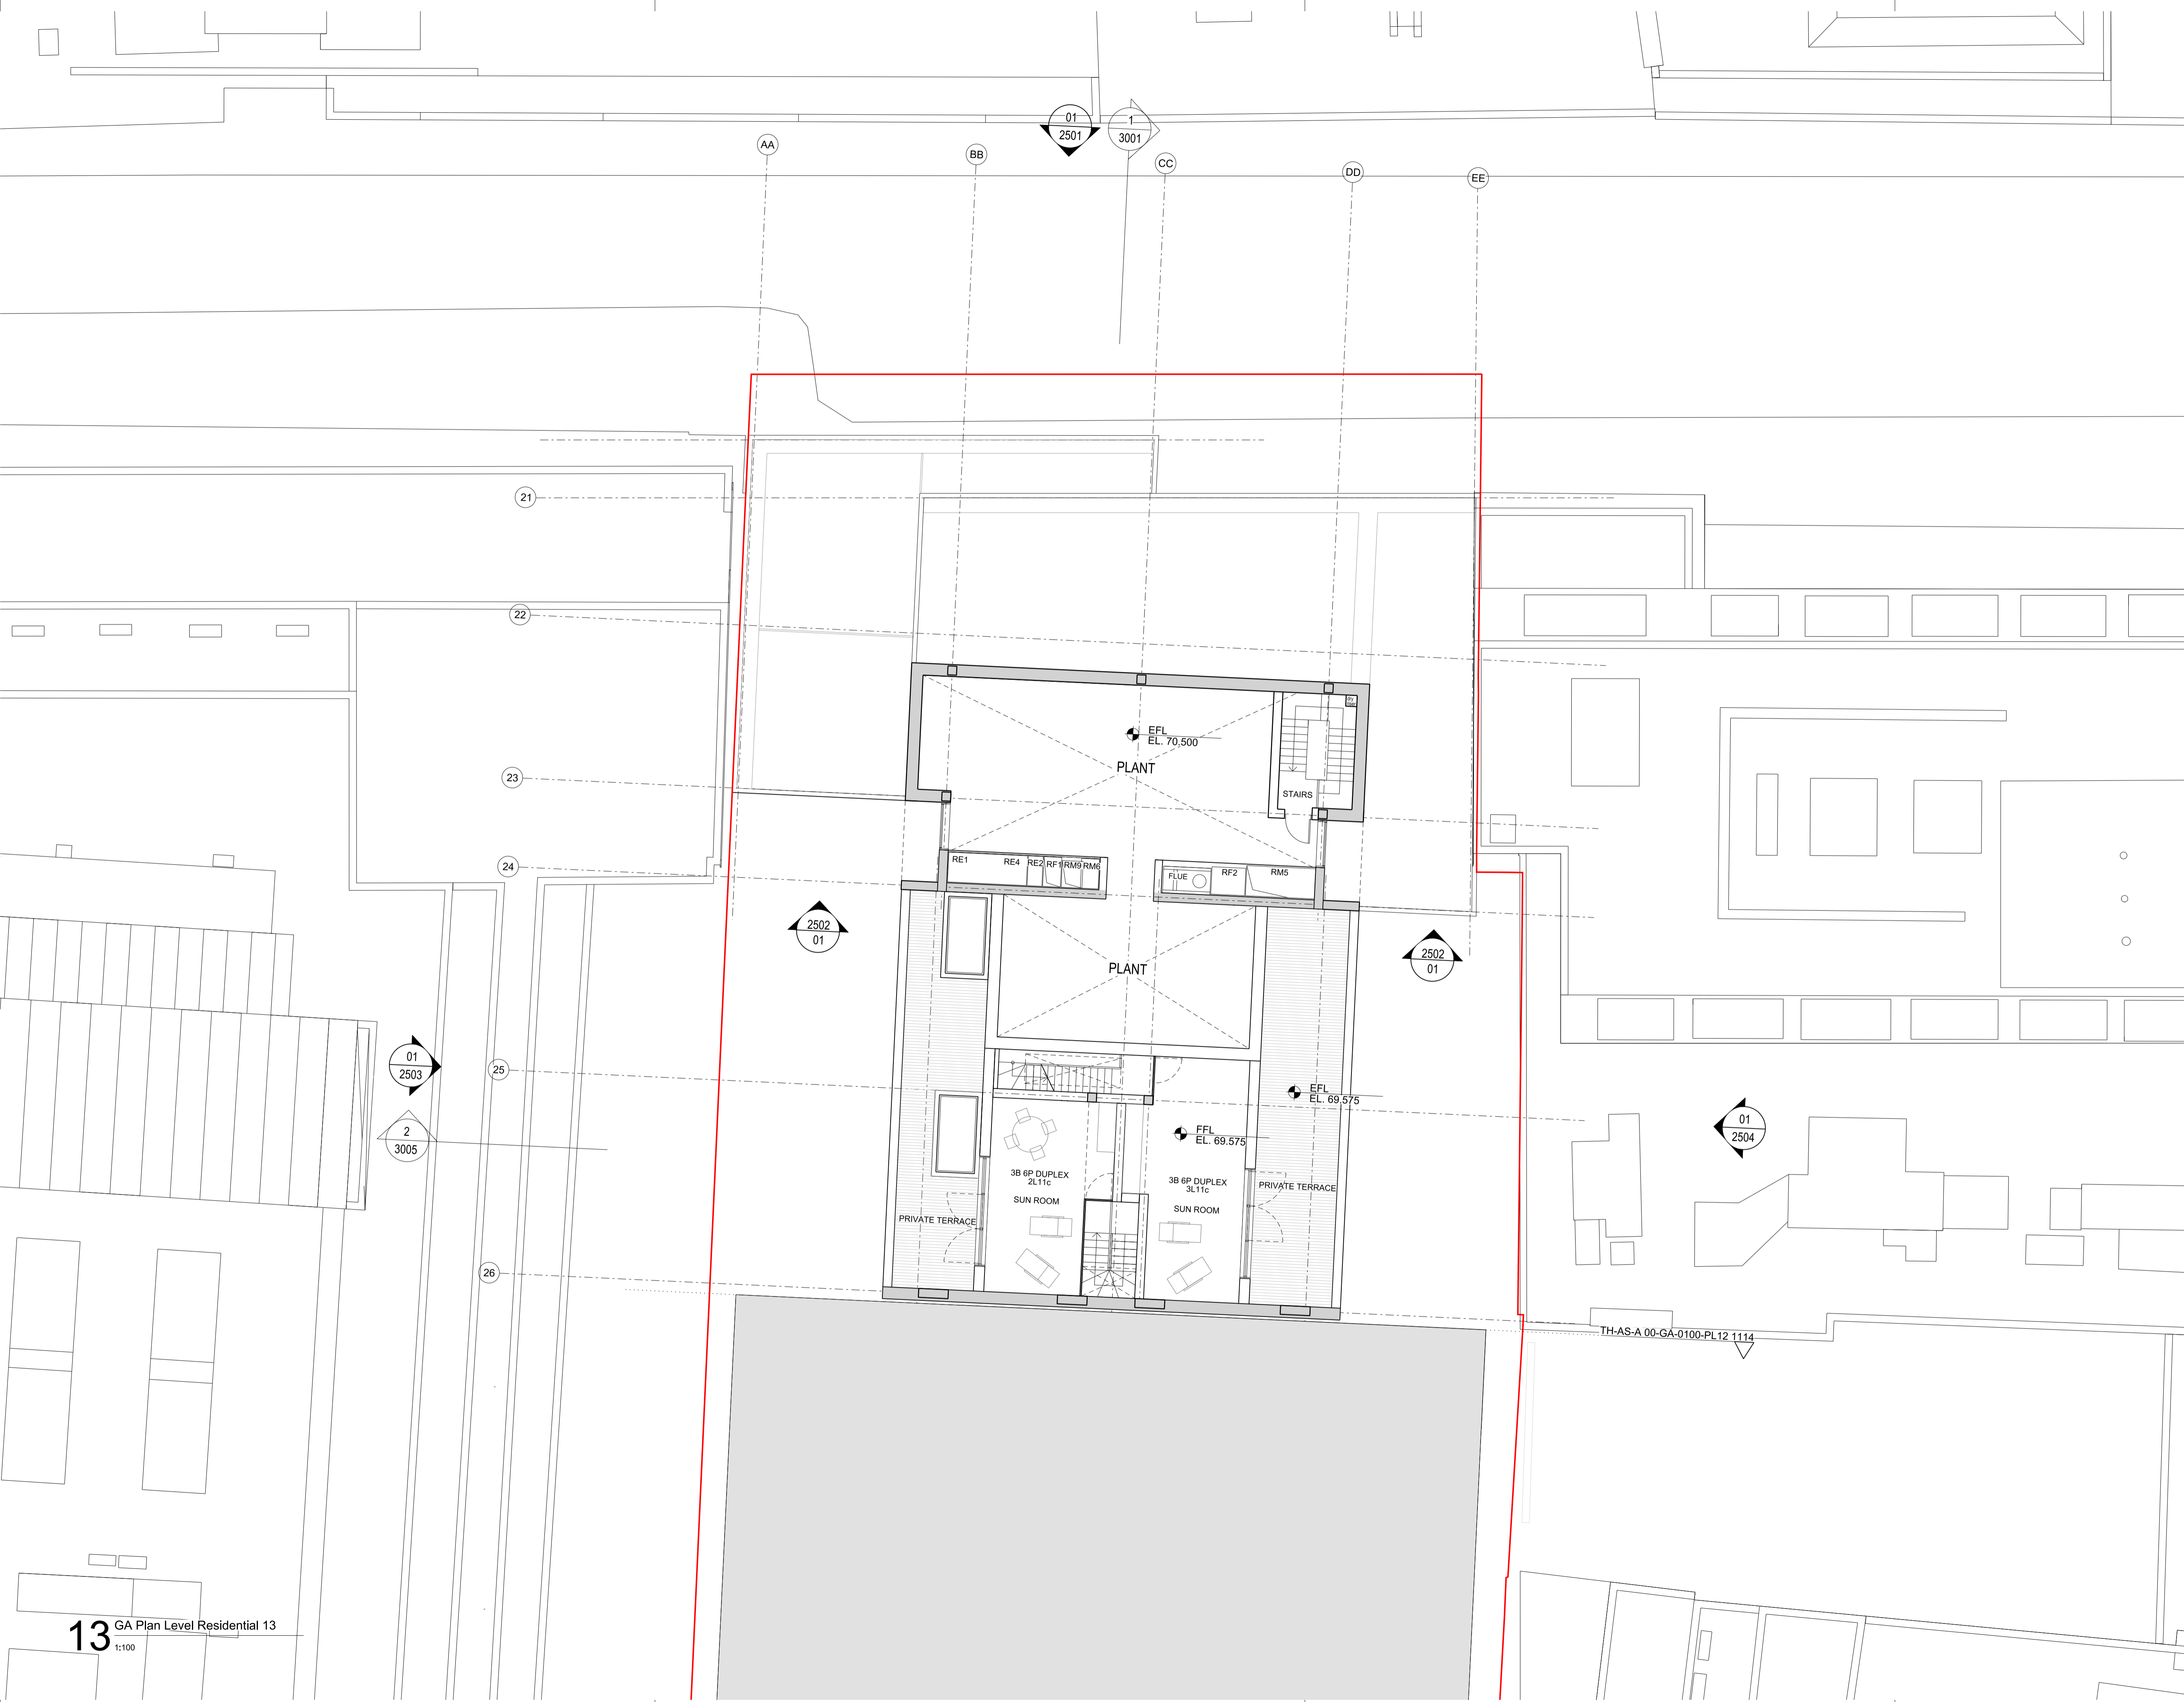 01
2501
1
3001
AA
BB
CC
DD
EE
21
22
dry
riser
EFL
EL. 70,500
PLANT
23
STAIRS
24
RE1
RE4
RE2
RF1
RM9
RM6
FLUE
RF2
RM5
2502
01
2502
01
PLANT
01
2503
25
EFL
EL. 69.575
2
3005
FFL
EL. 69.575
01
2504
3B 6P DUPLEX
2L11c
SUN ROOM
3B 6P DUPLEX
3L11c
SUN ROOM
PRIVATE TERRACE
PRIVATE TERRACE
26
TH-AS-A 00-GA-0100-PL12 1114
13
GA Plan Level Residential 13
1:100